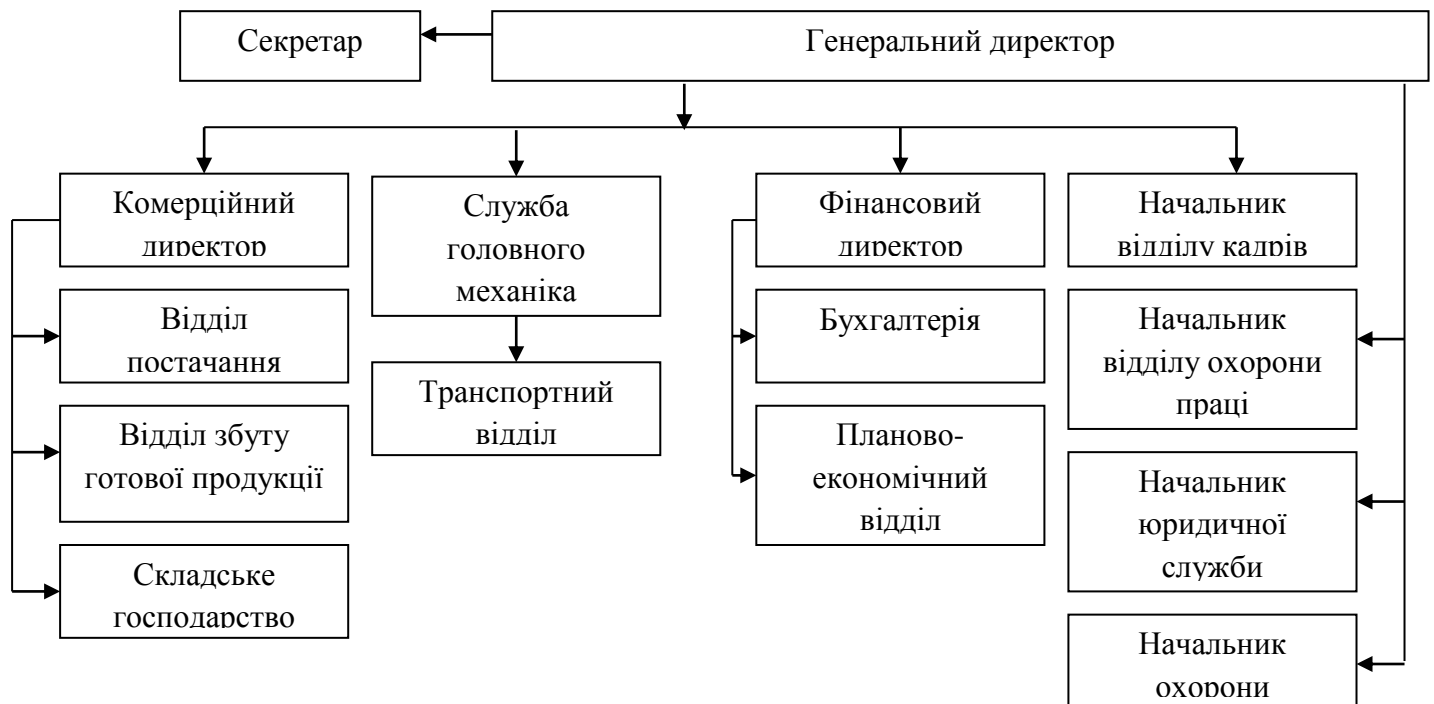 Секретар
Генеральний директор
Комерційний
директор
Служба
головного
механіка
Фінансовий
директор
Начальник
відділу кадрів
Відділ
постачання
Транспортний
відділ
Бухгалтерія
Начальник
відділу охорони
праці
Відділ збуту
готової продукції
Планово-
економічний
відділ
Начальник
юридичної
служби
Складське
господарство
Начальник
охорони